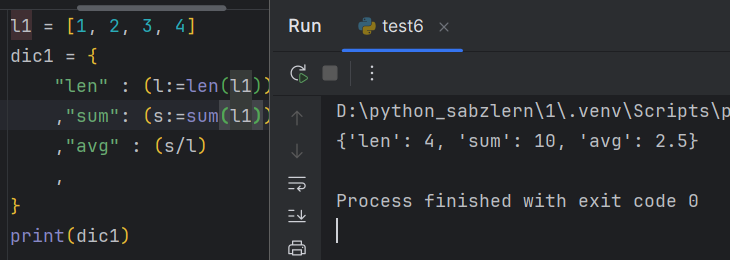 l1 = [1, 2, 3, 4]
dic1 = {
    "len" : (l:=len(l1))
    ,"sum": (s:=sum(l1))
    ,"avg" : (s/l)
    ,
}
print(dic1)
Run test6
D:\python_sabzlern\1\.venv\Scripts\p
{'len': 4, 'sum': 10, 'avg': 2.5}
Process finished with exit code 0